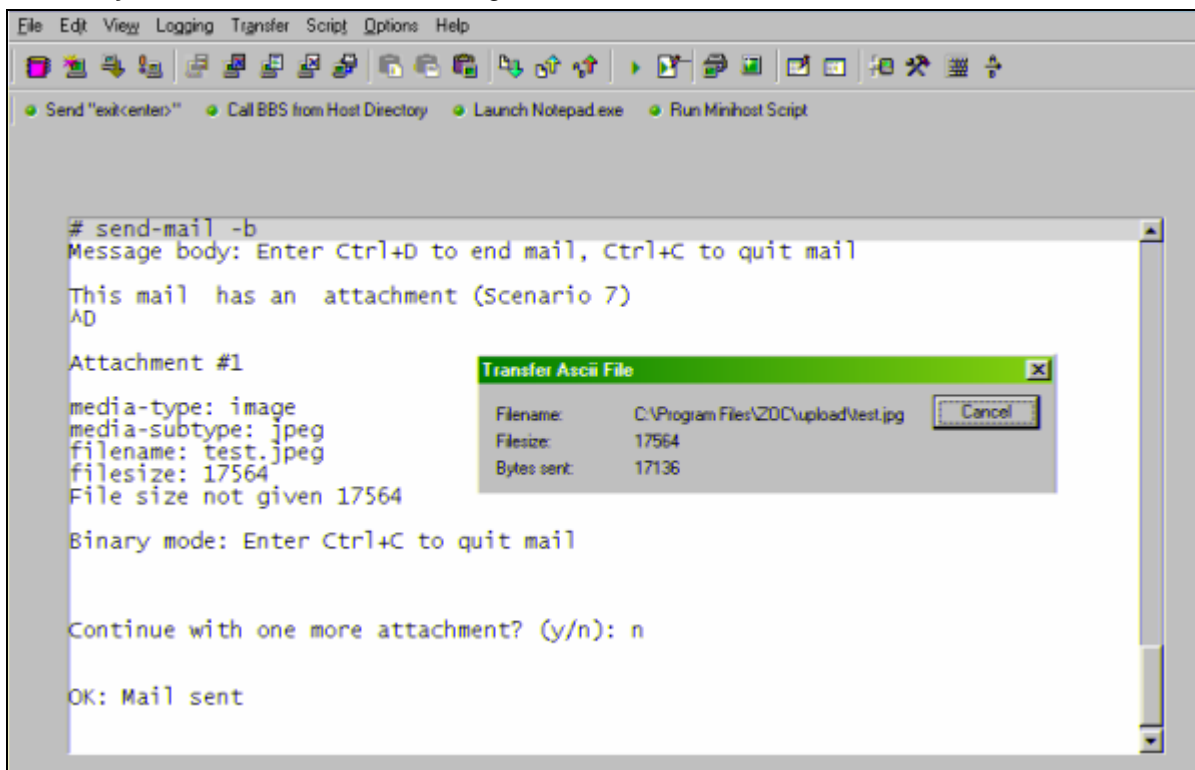 File Edit View Logging Transfer Script Options Help
Send "exit<enter>" Call BBS from Host Directory Launch Notepad.exe Run Minihost Script
# send-mail -b
Message body: Enter Ctrl+D to end mail, Ctrl+C to quit mail
This mail has an attachment (Scenario 7)
^D
Attachment #1
Transfer Ascii File
media-type: image
media-subtype: jpeg
filename: test.jpeg
filesize: 17564
File size not given 17564
Filename: C:\Program Files\ZOC\upload\test.jpg Cancel
Filesize: 17564
Bytes sent: 17136
Binary mode: Enter Ctrl+C to quit mail
Continue with one more attachment? (y/n): n
OK: Mail sent